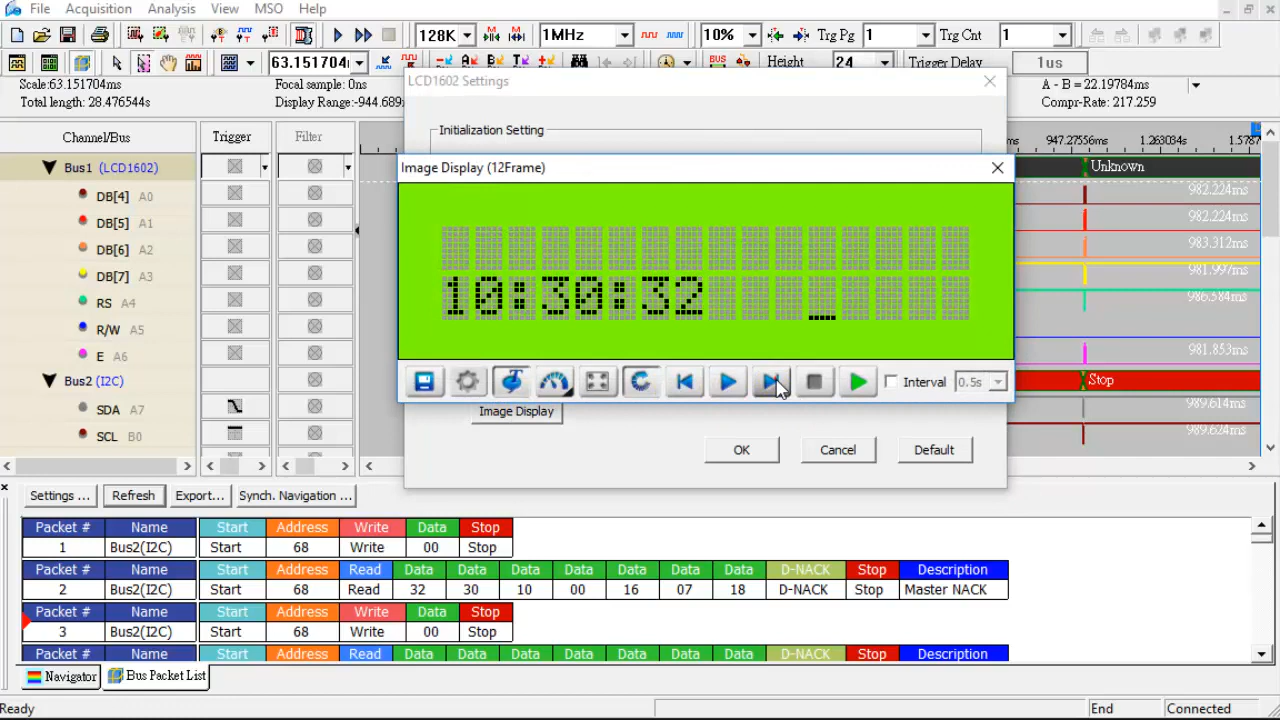 File Acquisition Analysis View MSO Help
128K 1MHz 10% Trg Pg 1 Trg Cnt 1
63.151704 Height 24 Trigger Delay 1us
Scale:63.151704ms Focal sample: 0ns A - B = 22.19784ms
Total length: 28.476544s Display Range:-944.689 Compr-Rate: 217.259
LCD1602 Settings
Initialization Setting
Channel/Bus Trigger Filter 947.27556ms 1.263034s 1.5787
Image Display (12Frame)
Bus1 (LCD1602) Unknown
DB[4] A0 982.224ms
DB[5] A1 982.224ms
DB[6] A2 983.312ms
DB[7] A3 981.997ms
RS A4 986.584ms
R/W A5
E A6 981.853ms
Bus2 (I2C) Stop
SDA A7 989.614ms
SCL B0 989.624ms
10:30:32
Interval 0.5s
Image Display
OK Cancel Default
Settings ... Refresh Export... Synch. Navigation ...
Packet # Name Start Address Write Data Stop
1 Bus2(I2C) Start 68 Write 00 Stop
Packet # Name Start Address Read Data Data Data Data Data Data Data D-NACK Stop Description
2 Bus2(I2C) Start 68 Read 32 30 10 00 16 07 18 D-NACK Stop Master NACK
Packet # Name Start Address Write Data Stop
3 Bus2(I2C) Start 68 Write 00 Stop
Packet # Name Start Address Read Data Data Data Data Data Data Data D-NACK Stop Description
Navigator Bus Packet List
Ready End Connected